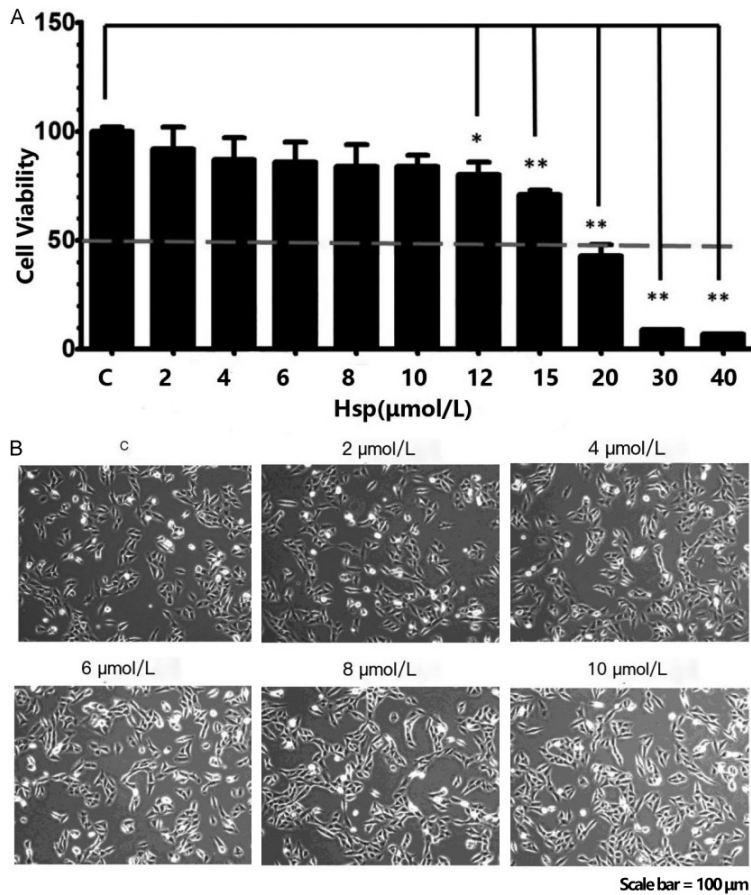 A
150
100
50
0
Cell Viability
*
**
**
**
**
C 2 4 6 8 10 12 15 20 30 40
Hsp(μmol/L)
B
C
2 μmol/L
4 μmol/L
6 μmol/L
8 μmol/L
10 μmol/L
Scale bar = 100 μm